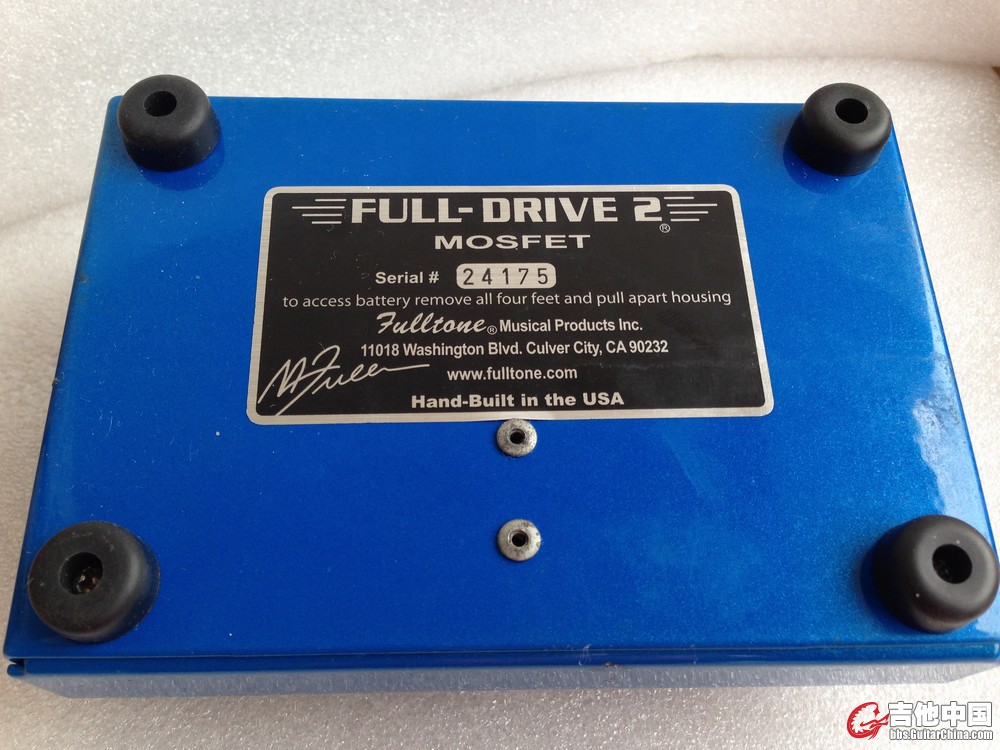 FULL-DRIVE 2®
MOSFET
Serial # 24175
to access battery remove all four feet and pull apart housing
Fulltone® Musical Products Inc.
11018 Washington Blvd. Culver City, CA 90232
M Fuller
www.fulltone.com
Hand-Built in the USA
吉他中国
bbs.GuitarChina.com